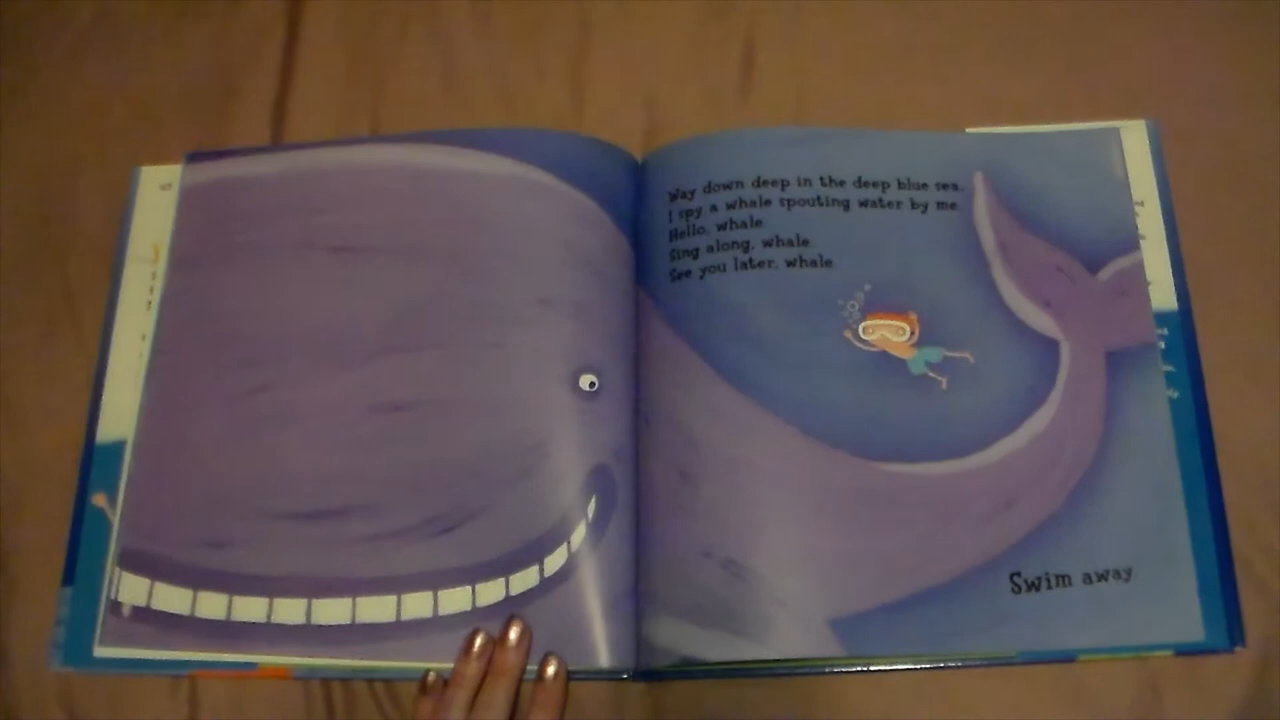 Way down deep in the deep blue sea,
I spy a whale spouting water by me.
Hello, whale.
Sing along, whale.
See you later, whale.
Swim away